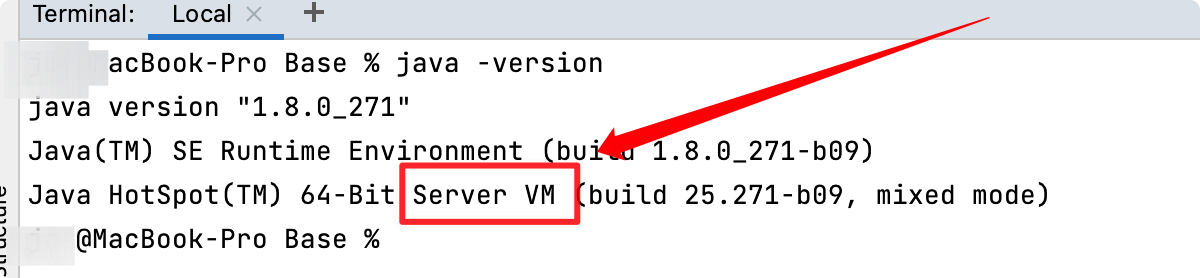 Terminal: Local × +
acBook-Pro Base % java -version
java version "1.8.0_271"
Java(TM) SE Runtime Environment (build 1.8.0_271-b09)
Java HotSpot(TM) 64-Bit Server VM (build 25.271-b09, mixed mode)
@MacBook-Pro Base %
Structure